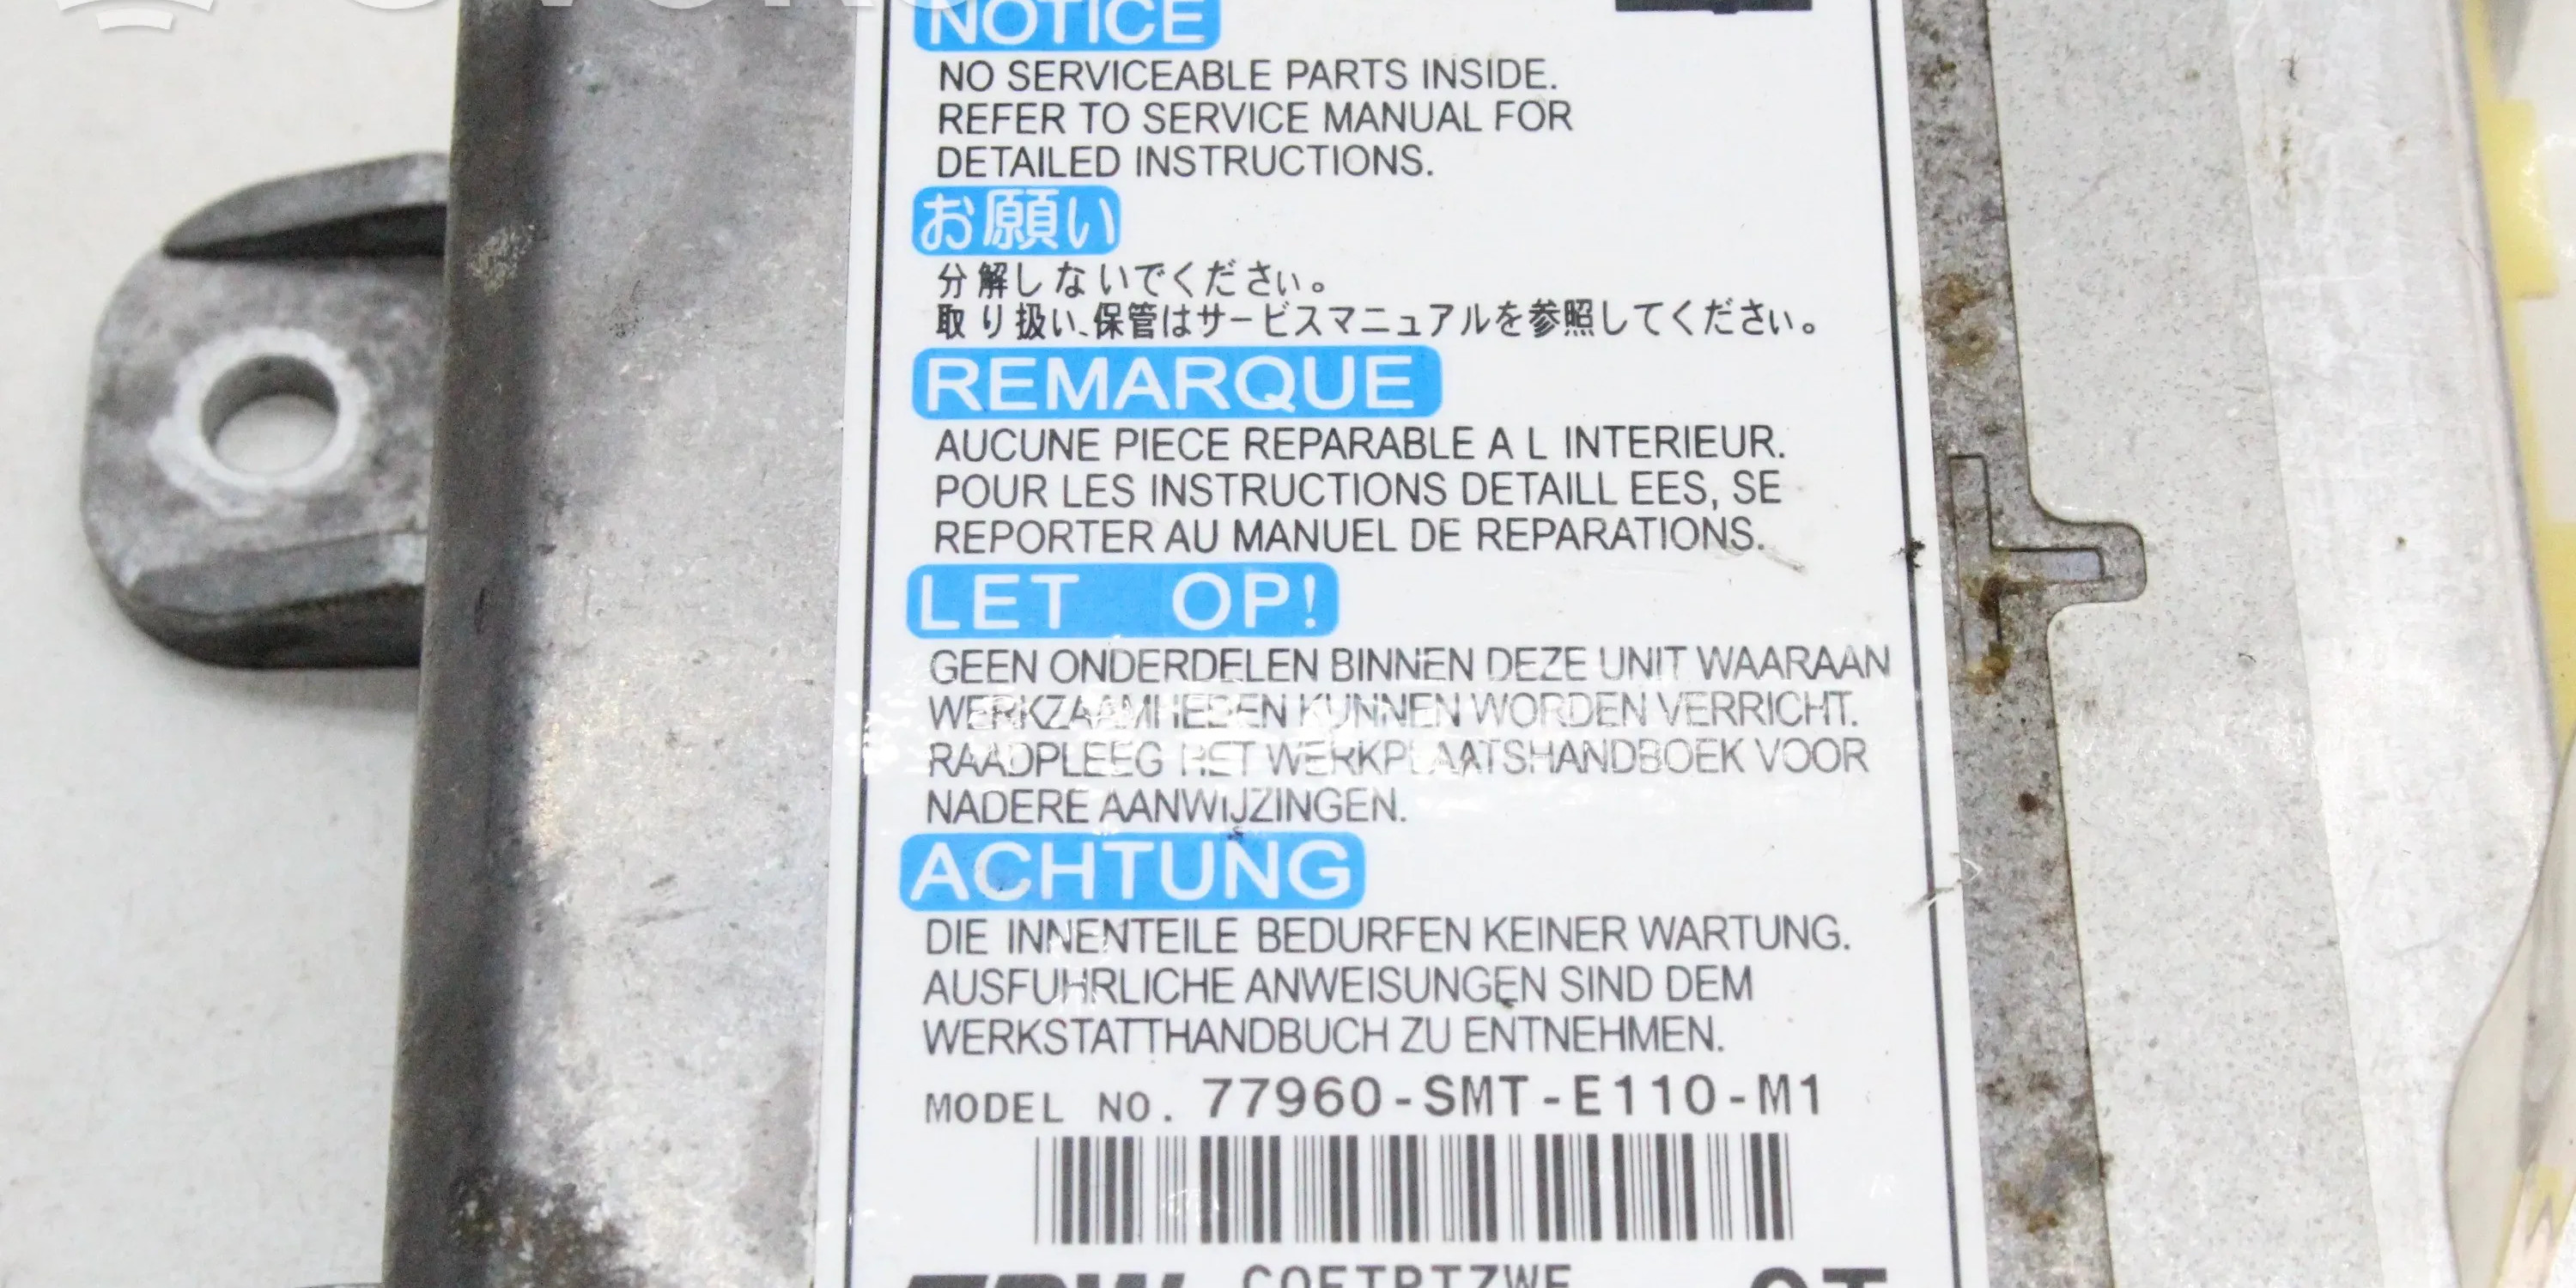 NOTICE
NO SERVICEABLE PARTS INSIDE.
REFER TO SERVICE MANUAL FOR
DETAILED INSTRUCTIONS.
お願い
分解しないでください。
取り扱い、保管はサービスマニュアルを参照してください。
REMARQUE
AUCUNE PIECE REPARABLE A L INTERIEUR.
POUR LES INSTRUCTIONS DETAILL EES, SE
REPORTER AU MANUEL DE REPARATIONS.
LET OP!
GEEN ONDERDELEN BINNEN DEZE UNIT WAARAAN
WERKZAAMHEDEN KUNNEN WORDEN VERRICHT.
RAADPLEEG HET WERKPLAATSHANDBOEK VOOR
NADERE AANWIJZINGEN.
ACHTUNG
DIE INNENTEILE BEDURFEN KEINER WARTUNG.
AUSFUHRLICHE ANWEISUNGEN SIND DEM
WERKSTATTHANDBUCH ZU ENTNEHMEN.
MODEL NO. 77960-SMT-E110-M1